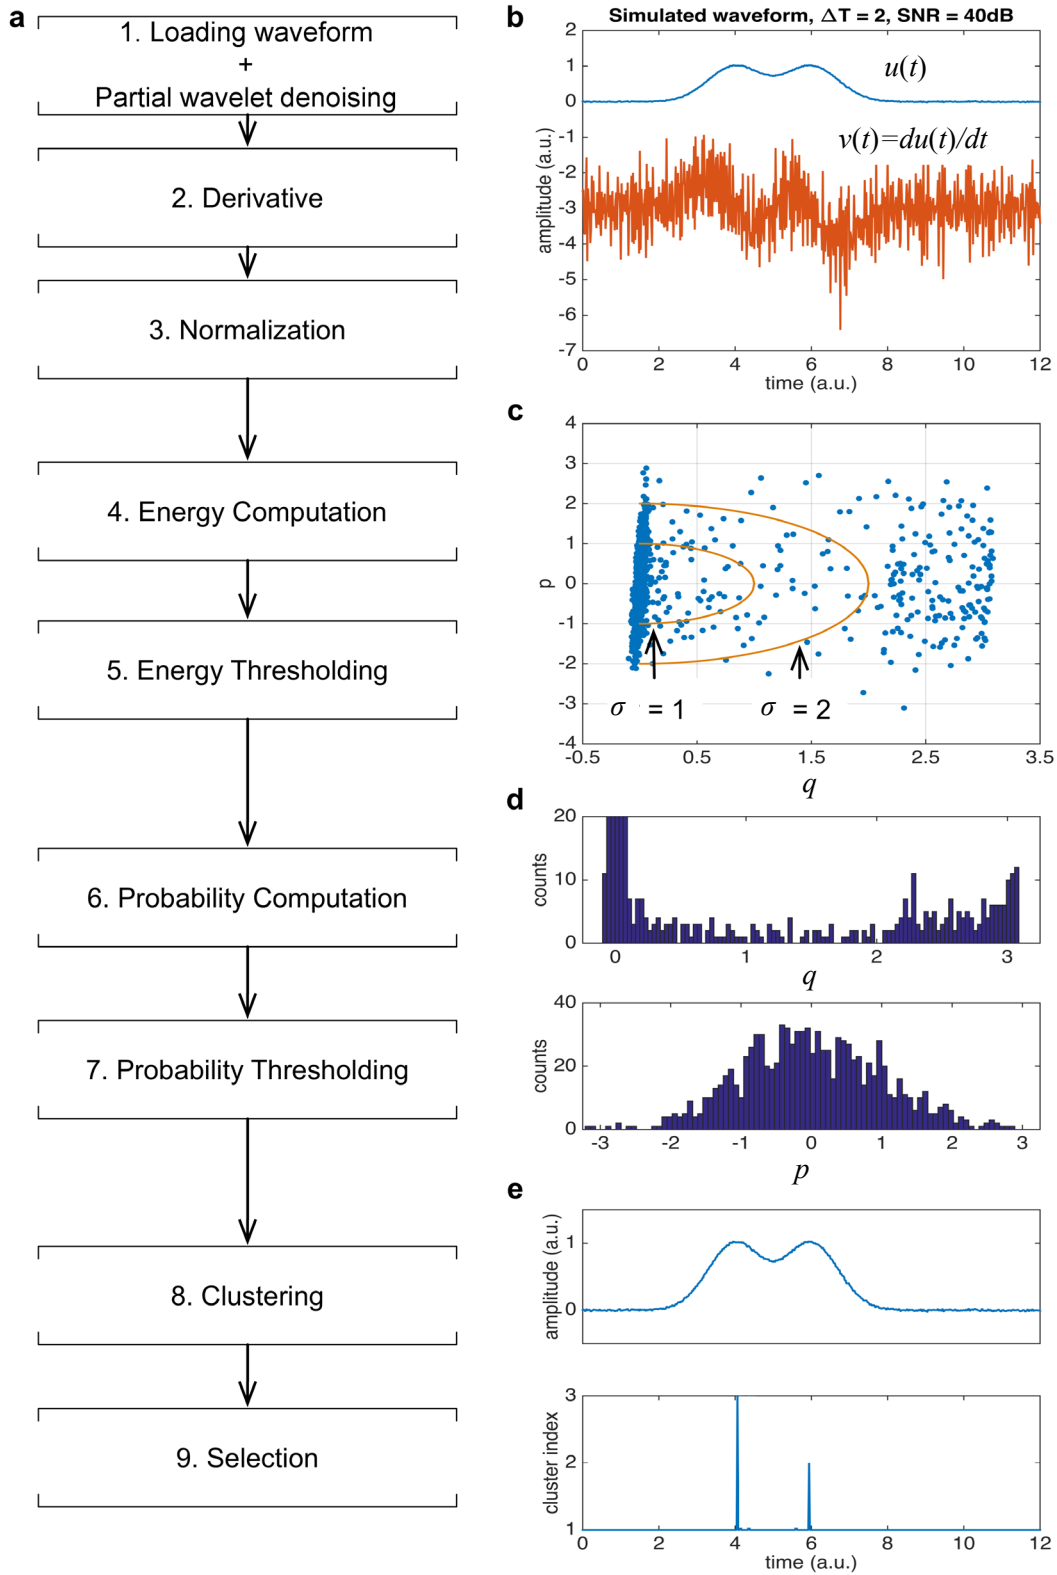 a
1. Loading waveform
+
Partial wavelet denoising
2. Derivative
3. Normalization
4. Energy Computation
5. Energy Thresholding
6. Probability Computation
7. Probability Thresholding
8. Clustering
9. Selection
b
Simulated waveform, ΔT = 2, SNR = 40dB
u(t)
v(t)=du(t)/dt
amplitude (a.u.)
2
1
0
-1
-2
-3
-4
-5
-6
-7
0 2 4 6 8 10 12
time (a.u.)
c
p
4
3
2
1
0
-1
-2
-3
-4
σ = 1
σ = 2
-0.5 0.5 1.5 2.5 3.5
q
d
counts
20
10
0
0 1 2 3
q
counts
40
20
0
-3 -2 -1 0 1 2 3
p
e
amplitude (a.u.)
1
0
cluster index
3
2
1
0 2 4 6 8 10 12
time (a.u.)